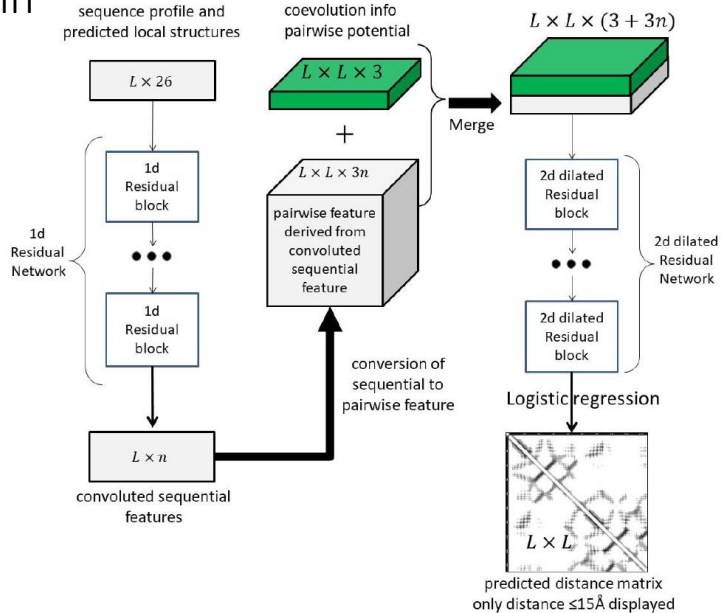 sequence profile and
predicted local structures
L × 26
1d
Residual
block
1d
Residual
Network
1d
Residual
block
L × n
convoluted sequential
features
coevolution info
pairwise potential
L × L × 3
+
L × L × 3n
pairwise feature
derived from
convoluted
sequential
feature
conversion of
sequential to
pairwise feature
Merge
L × L × (3 + 3n)
2d dilated
Residual
block
2d dilated
Residual
Network
2d dilated
Residual
block
Logistic regression
L × L
predicted distance matrix
only distance ≤15Å displayed